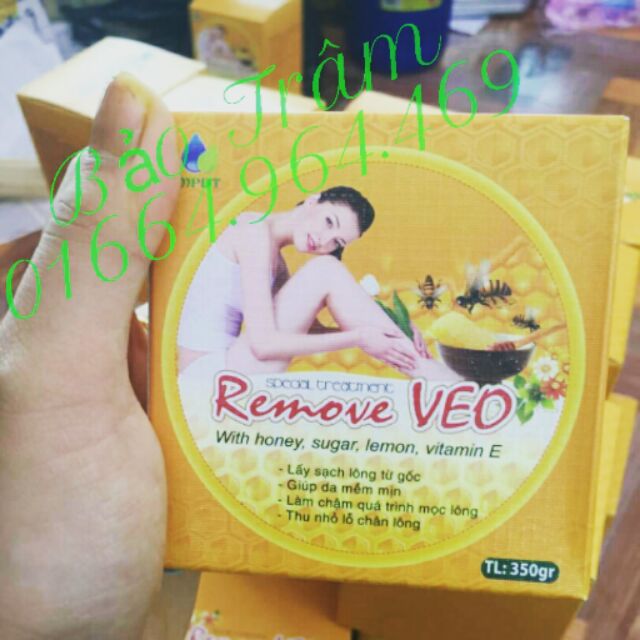 Bảo Trâm
01664.964.469
special treatment
Remove VEO
With honey, sugar, lemon, vitamin E
- Lấy sạch lông từ gốc
- Giúp da mềm mịn
- Làm chậm quá trình mọc lông
- Thu nhỏ lỗ chân lông
TL: 350gr